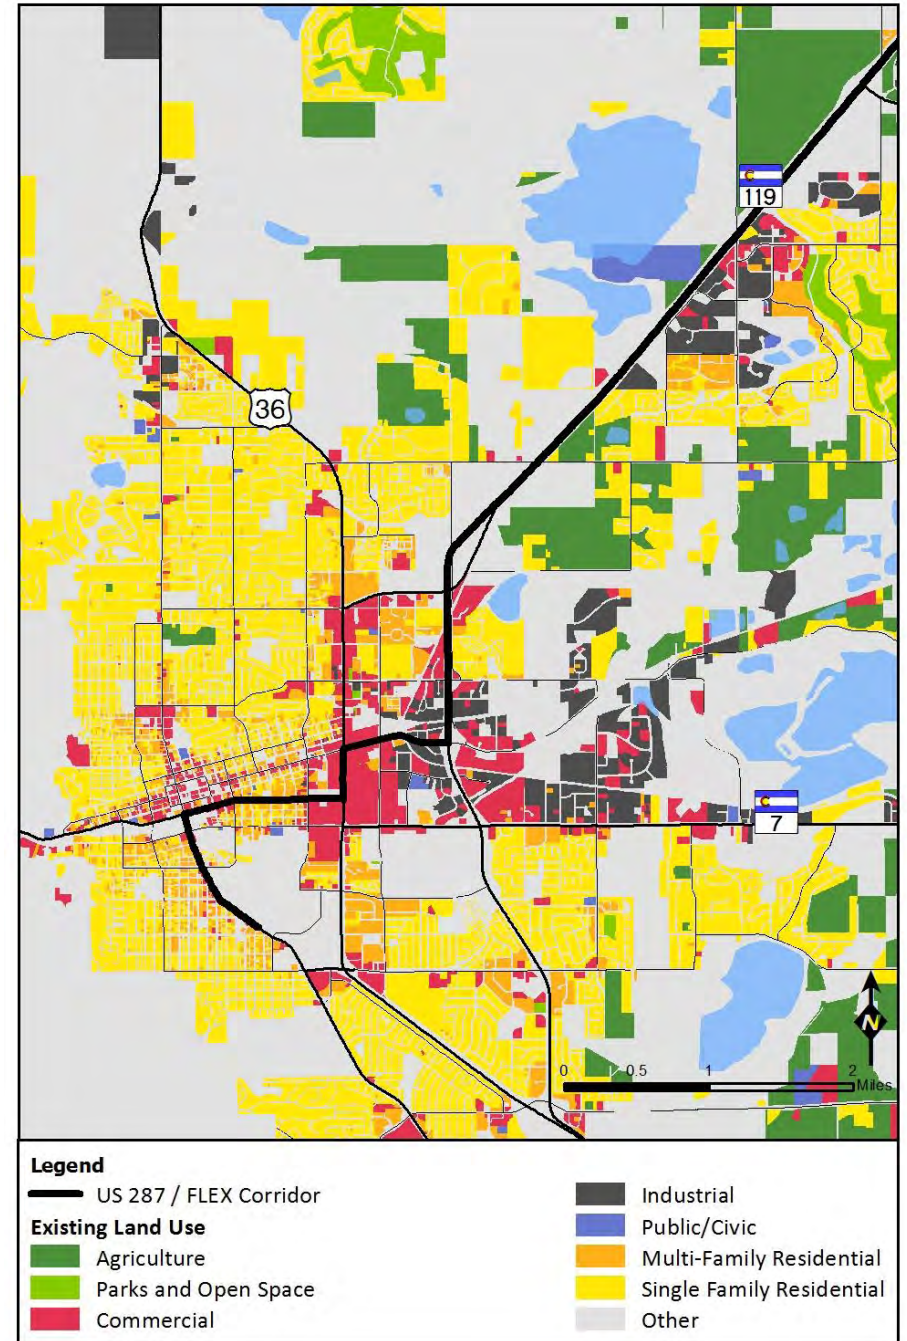 119
36
7
N
0 0.5 1 2
Miles
Legend
US 287 / FLEX Corridor
Existing Land Use
Agriculture
Parks and Open Space
Commercial
Industrial
Public/Civic
Multi-Family Residential
Single Family Residential
Other